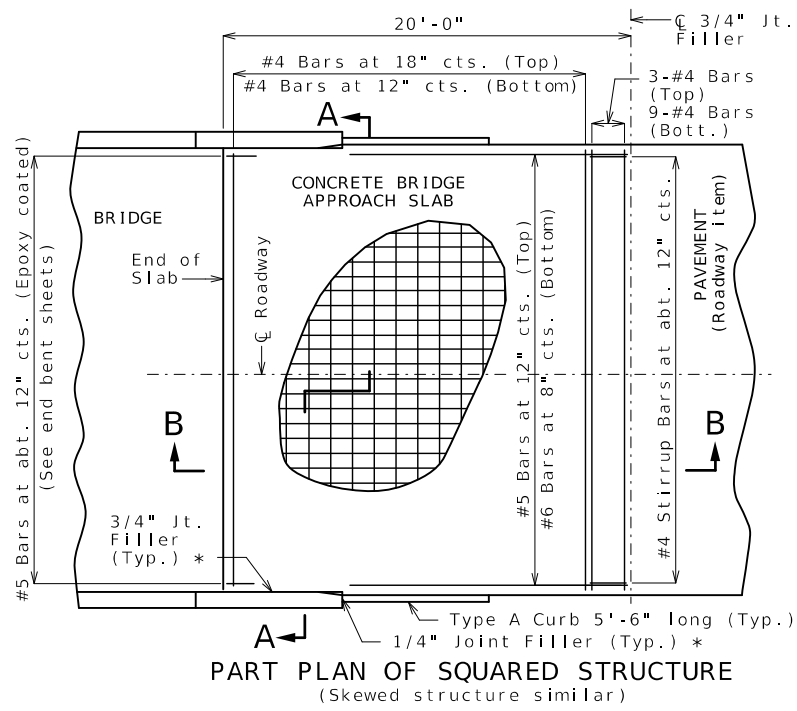 20'-0"
℄ 3/4" Jt.
Filler
#4 Bars at 18" cts. (Top)
#4 Bars at 12" cts. (Bottom)
3-#4 Bars
(Top)
9-#4 Bars
(Bott.)
A
#5 Bars at abt. 12" cts. (Epoxy coated)
(See end bent sheets)
BRIDGE
End of
Slab
CONCRETE BRIDGE
APPROACH SLAB
℄ Roadway
#5 Bars at 12" cts. (Top)
#6 Bars at 8" cts. (Bottom)
#4 Stirrup Bars at abt. 12" cts.
PAVEMENT
(Roadway item)
B
B
3/4" Jt.
Filler
(Typ.) *
A
Type A Curb 5'-6" long (Typ.)
1/4" Joint Filler (Typ.) *
PART PLAN OF SQUARED STRUCTURE
(Skewed structure similar)